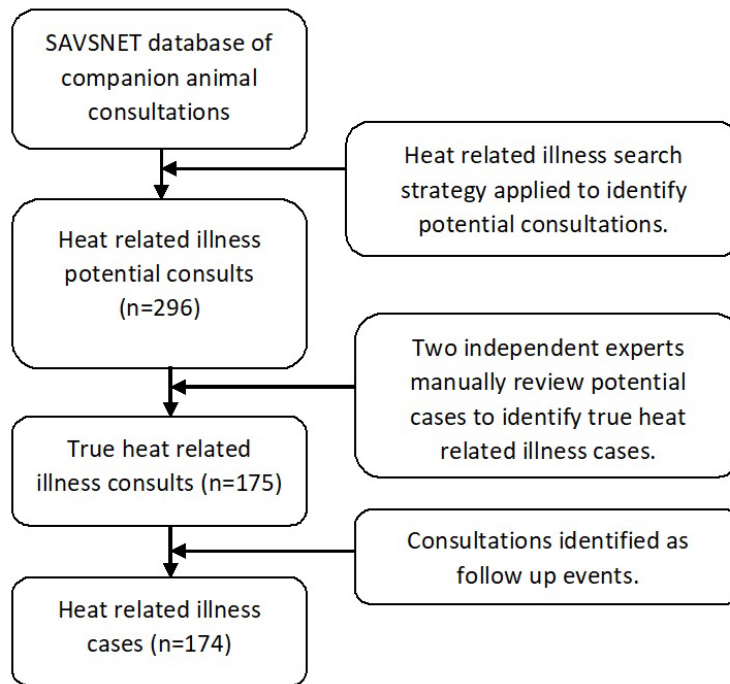 SAVSNET database of
companion animal
consultations
Heat related illness search
strategy applied to identify
potential consultations.
Heat related illness
potential consults
(n=296)
Two independent experts
manually review potential
cases to identify true heat
related illness cases.
True heat related
illness consults (n=175)
Consultations identified as
follow up events.
Heat related illness
cases (n=174)